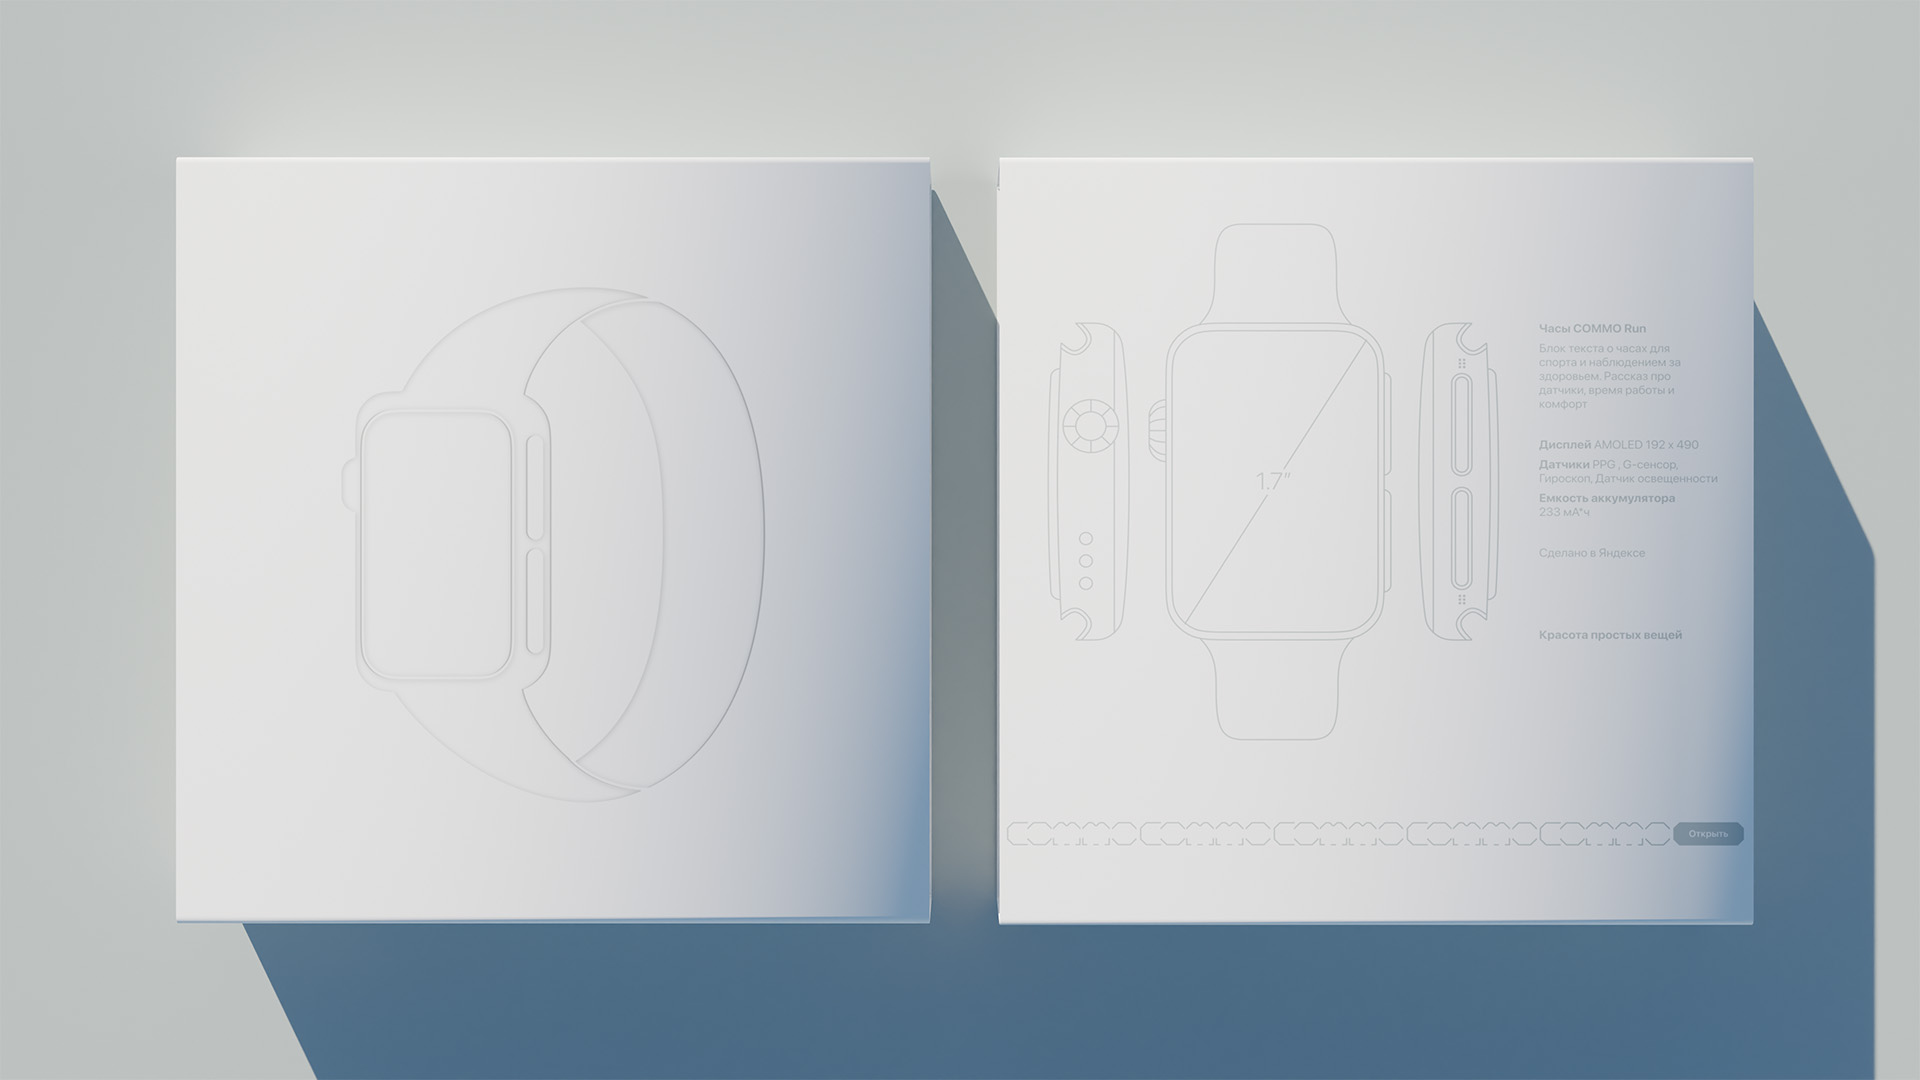 1.7"
Часы COMMO Run
Блок текста о часах для
спорта и наблюдением за
здоровьем. Рассказ про
датчики, время работы и
комфорт
Дисплей AMOLED 192 x 490
Датчики PPG , G-сенсор,
Гироскоп, Датчик освещенности
Емкость аккумулятора
233 мА*ч
Сделано в Яндексе
Красота простых вещей
COMMO COMMO COMMO COMMO COMMO Открыть